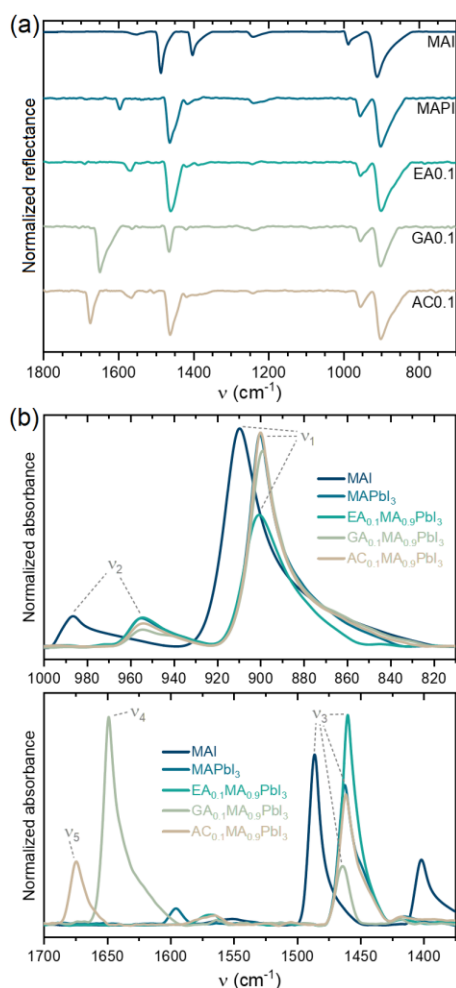 (a)
Normalized reflectance
MAI
MAPI
EA0.1
GA0.1
AC0.1
1800 1600 1400 1200 1000 800
ν (cm⁻¹)
(b)
Normalized absorbance
ν₁
ν₂
MAI
MAPbI₃
EA₀.₁MA₀.₉PbI₃
GA₀.₁MA₀.₉PbI₃
AC₀.₁MA₀.₉PbI₃
1000 980 960 940 920 900 880 860 840 820
Normalized absorbance
ν₄
ν₃
ν₅
MAI
MAPbI₃
EA₀.₁MA₀.₉PbI₃
GA₀.₁MA₀.₉PbI₃
AC₀.₁MA₀.₉PbI₃
1700 1650 1600 1550 1500 1450 1400
ν (cm⁻¹)